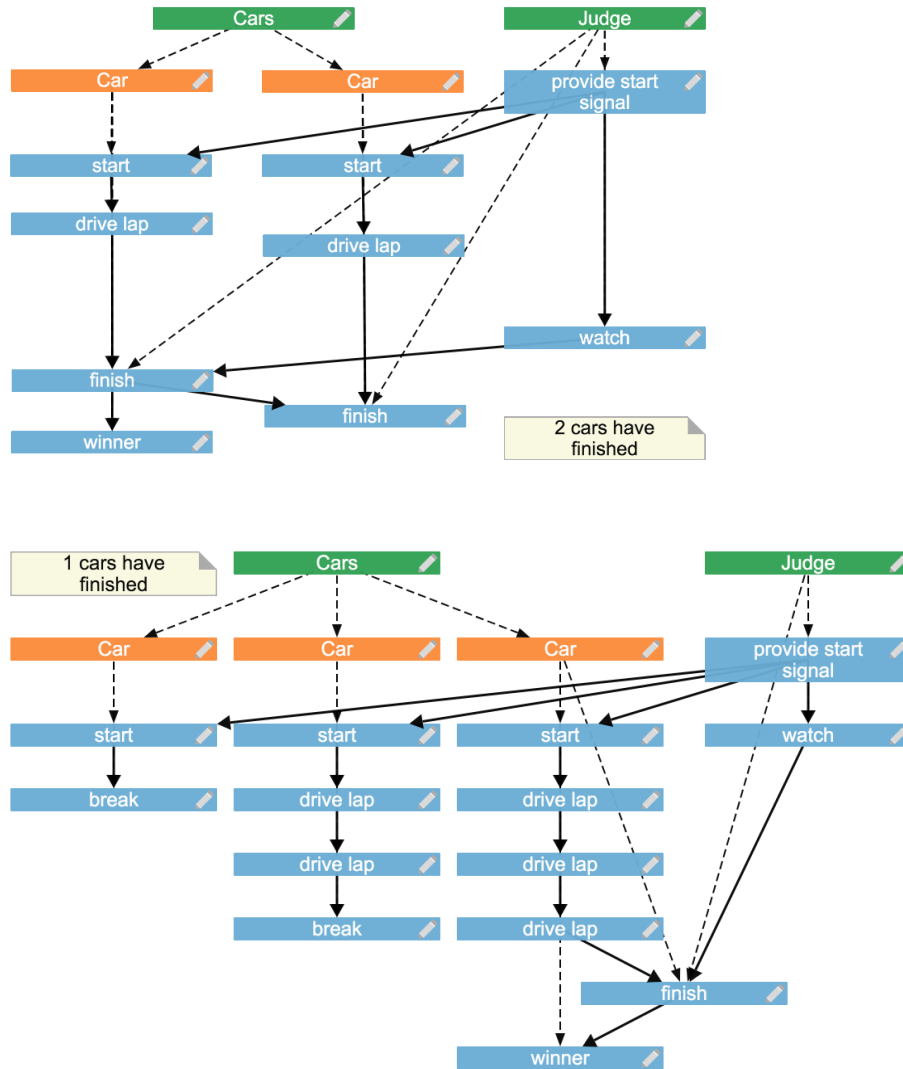 Cars
Judge
Car
Car
provide start
signal
start
start
drive lap
drive lap
watch
finish
finish
winner
2 cars have
finished
1 cars have
finished
Cars
Judge
Car
Car
Car
provide start
signal
start
start
start
watch
break
drive lap
drive lap
drive lap
drive lap
break
drive lap
finish
winner